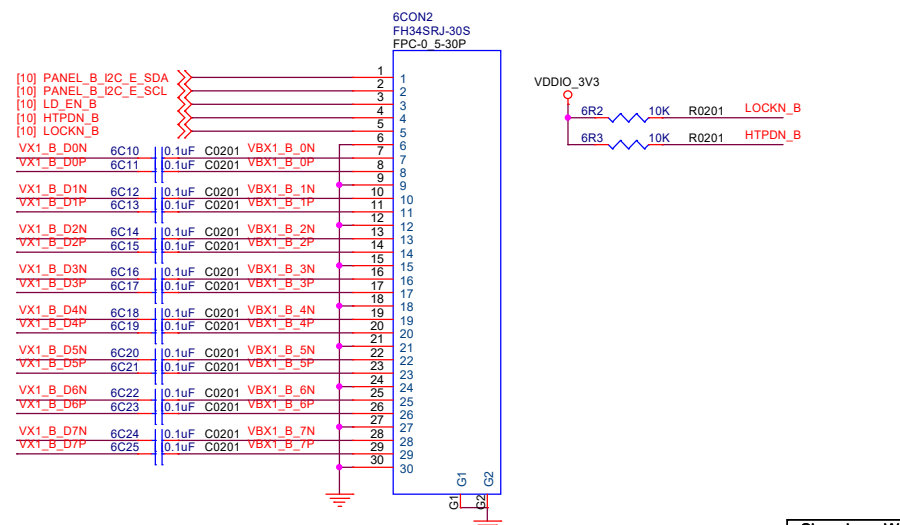 6CON2
FH34SRJ-30S
FPC-0_5-30P
[10] PANEL_B_I2C_E_SDA 1 1
[10] PANEL_B_I2C_E_SCL 2 2
[10] LD_EN_B 3 3
[10] HTPDN_B 4 4
[10] LOCKN_B 5 5
6 6
VX1_B_D0N 6C10 0.1uF C0201 VBX1_B_0N 7 7
VX1_B_D0P 6C11 0.1uF C0201 VBX1_B_0P 8 8
9 9
VX1_B_D1N 6C12 0.1uF C0201 VBX1_B_1N 10 10
VX1_B_D1P 6C13 0.1uF C0201 VBX1_B_1P 11 11
12 12
VX1_B_D2N 6C14 0.1uF C0201 VBX1_B_2N 13 13
VX1_B_D2P 6C15 0.1uF C0201 VBX1_B_2P 14 14
15 15
VX1_B_D3N 6C16 0.1uF C0201 VBX1_B_3N 16 16
VX1_B_D3P 6C17 0.1uF C0201 VBX1_B_3P 17 17
18 18
VX1_B_D4N 6C18 0.1uF C0201 VBX1_B_4N 19 19
VX1_B_D4P 6C19 0.1uF C0201 VBX1_B_4P 20 20
21 21
VX1_B_D5N 6C20 0.1uF C0201 VBX1_B_5N 22 22
VX1_B_D5P 6C21 0.1uF C0201 VBX1_B_5P 23 23
24 24
VX1_B_D6N 6C22 0.1uF C0201 VBX1_B_6N 25 25
VX1_B_D6P 6C23 0.1uF C0201 VBX1_B_6P 26 26
27 27
VX1_B_D7N 6C24 0.1uF C0201 VBX1_B_7N 28 28
VX1_B_D7P 6C25 0.1uF C0201 VBX1_B_7P 29 29
30 30
G1 G2
G1 G2
VDDIO_3V3
6R2 10K R0201 LOCKN_B
6R3 10K R0201 HTPDN_B